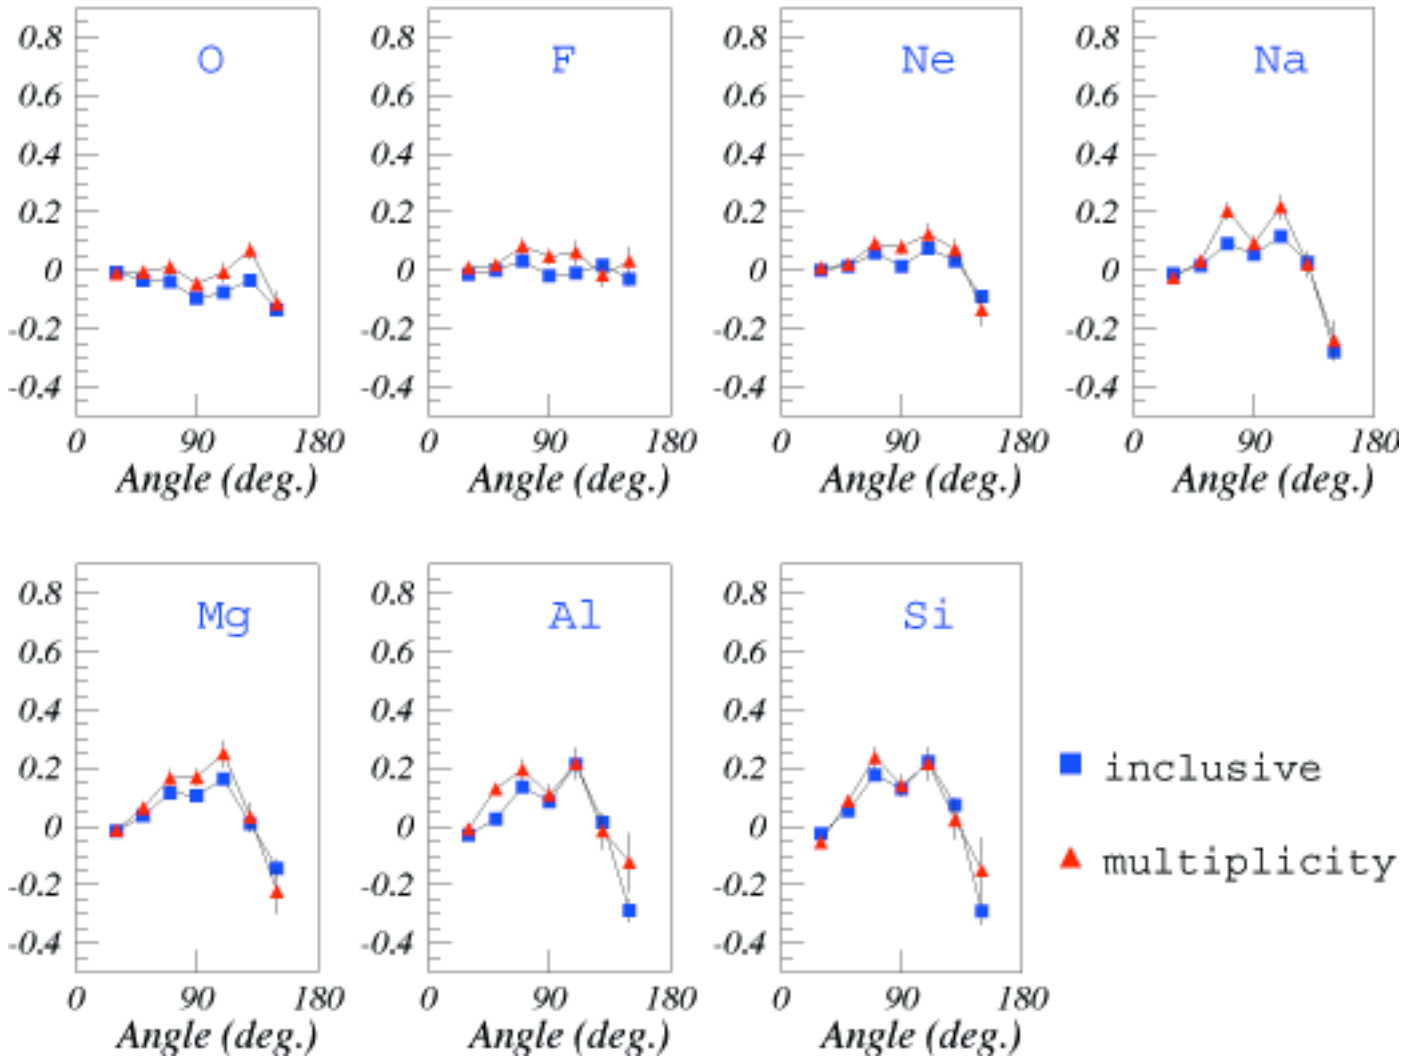 O F Ne Na
0.8 0.8 0.8 0.8
0.6 0.6 0.6 0.6
0.4 0.4 0.4 0.4
0.2 0.2 0.2 0.2
0 0 0 0
-0.2 -0.2 -0.2 -0.2
-0.4 -0.4 -0.4 -0.4
0 90 180 0 90 180 0 90 180 0 90 180
Angle (deg.) Angle (deg.) Angle (deg.) Angle (deg.)
Mg Al Si
0.8 0.8 0.8
0.6 0.6 0.6
0.4 0.4 0.4
0.2 0.2 0.2
0 0 0
-0.2 -0.2 -0.2
-0.4 -0.4 -0.4
0 90 180 0 90 180 0 90 180
Angle (deg.) Angle (deg.) Angle (deg.)
inclusive
multiplicity